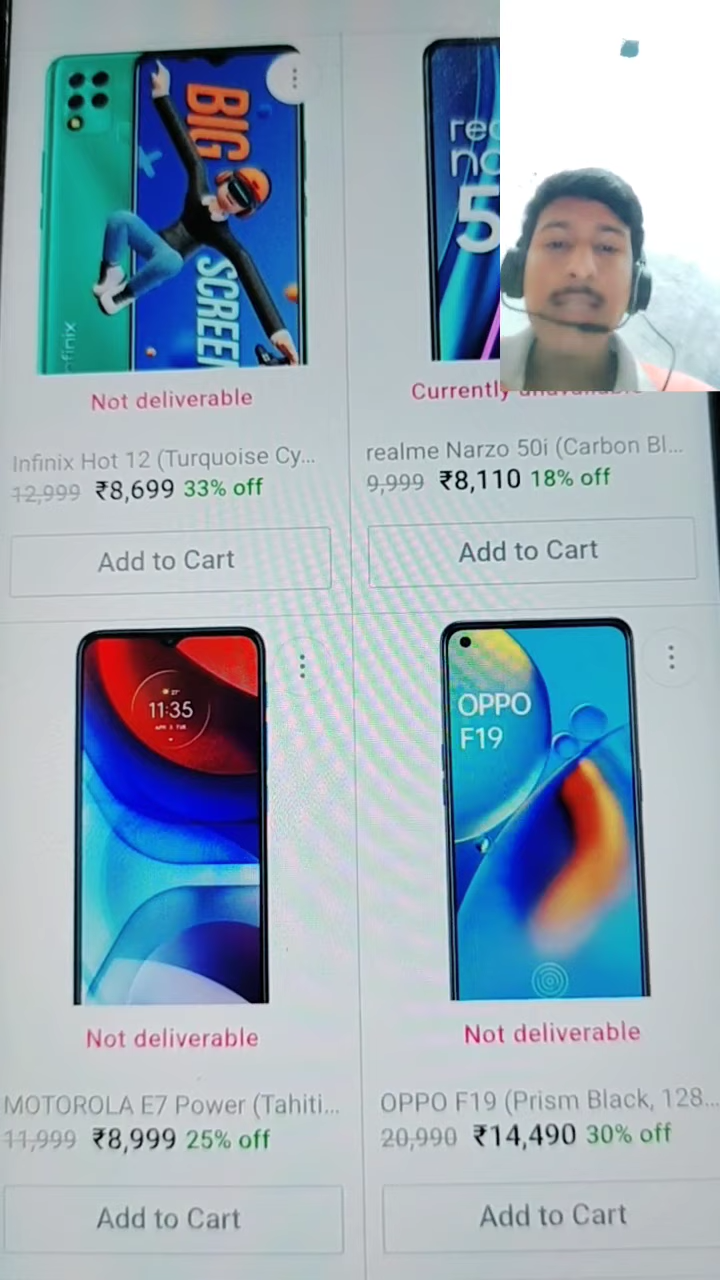 BIG
SCREE
infinix
Not deliverable
Infinix Hot 12 (Turquoise Cy...
12,999 ₹8,699 33% off
Add to Cart
5
Currently
realme Narzo 50i (Carbon Bl...
9,999 ₹8,110 18% off
Add to Cart
11:35
Not deliverable
MOTOROLA E7 Power (Tahiti...
11,999 ₹8,999 25% off
Add to Cart
OPPO
F19
Not deliverable
OPPO F19 (Prism Black, 128...
20,990 ₹14,490 30% off
Add to Cart